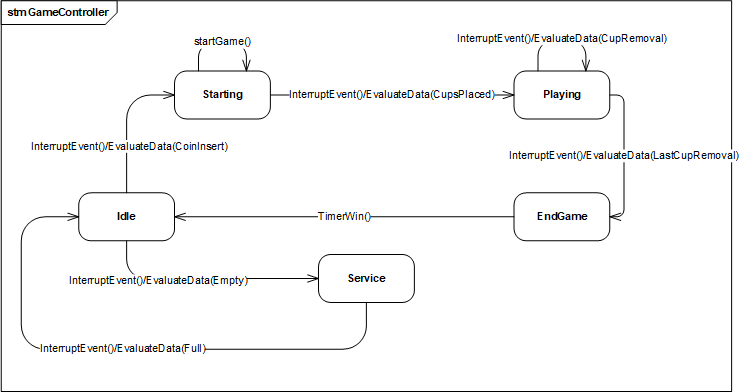 stm GameController
startGame()
InterruptEvent()/EvaluateData(CupRemoval)
Starting
InterruptEvent()/EvaluateData(CupsPlaced)
Playing
InterruptEvent()/EvaluateData(CoinInsert)
InterruptEvent()/EvaluateData(LastCupRemoval)
Idle
TimerWin()
EndGame
InterruptEvent()/EvaluateData(Empty)
Service
InterruptEvent()/EvaluateData(Full)